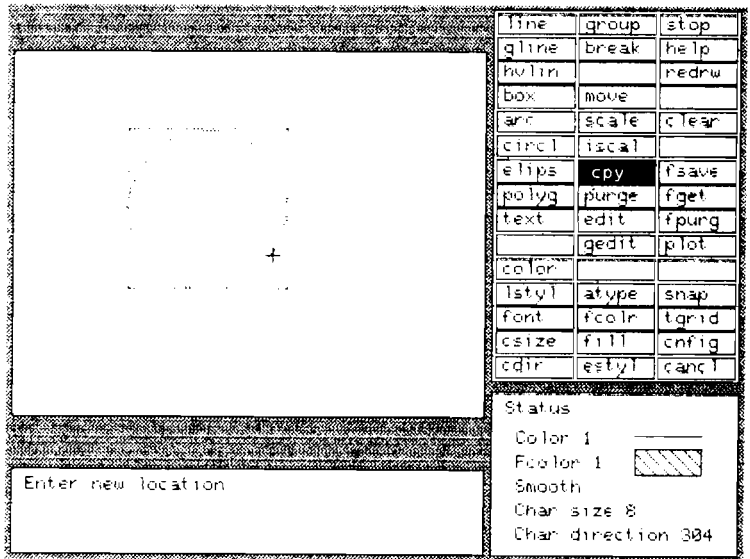 line group stop
gline break help
hvlin redrw
box move
arc scale clear
circl iscal
elips cpy fsave
polyg purge fget
text edit fpurg
gedit plot
color
lstyl atype snap
font fcolr tgrid
csize fill cnfig
cdir estyl cancl
Status
Color 1
Fcolor 1
Smooth
Char size 8
Char direction 304
Enter new location